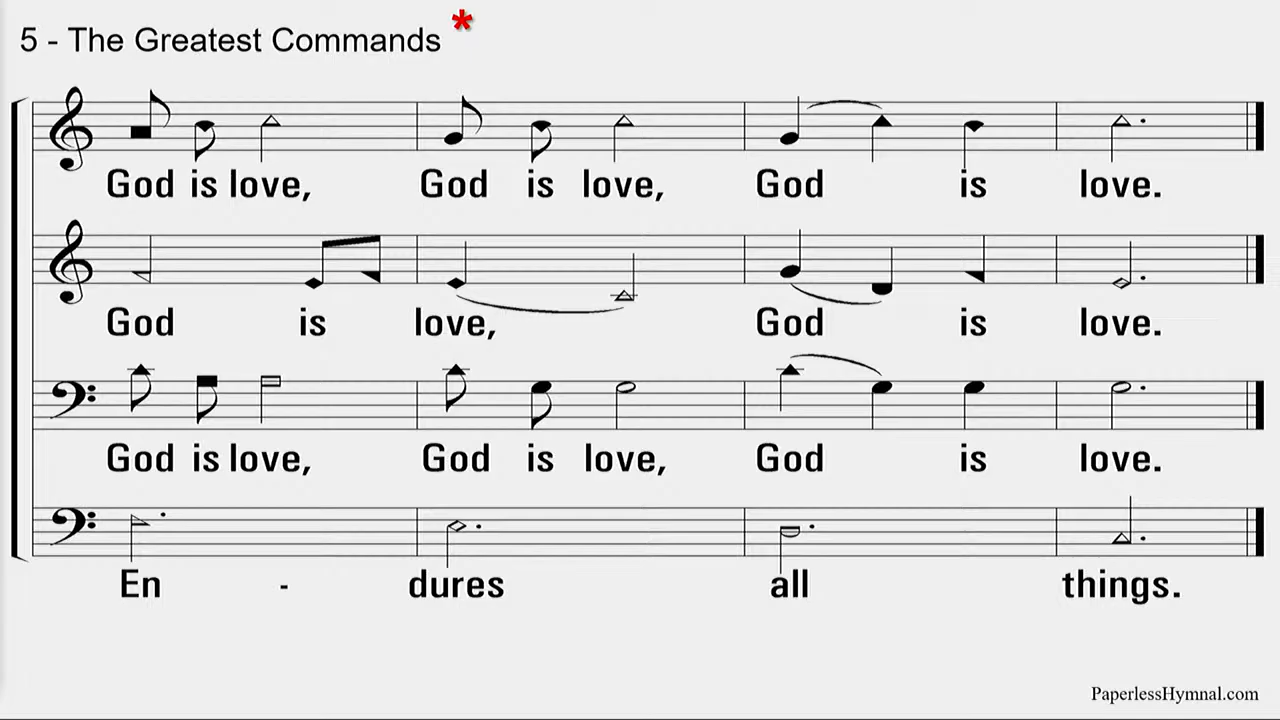 5 - The Greatest Commands *
God is love, God is love, God is love.
God is love, God is love.
God is love, God is love, God is love.
En - dures all things.
PaperlessHymnal.com